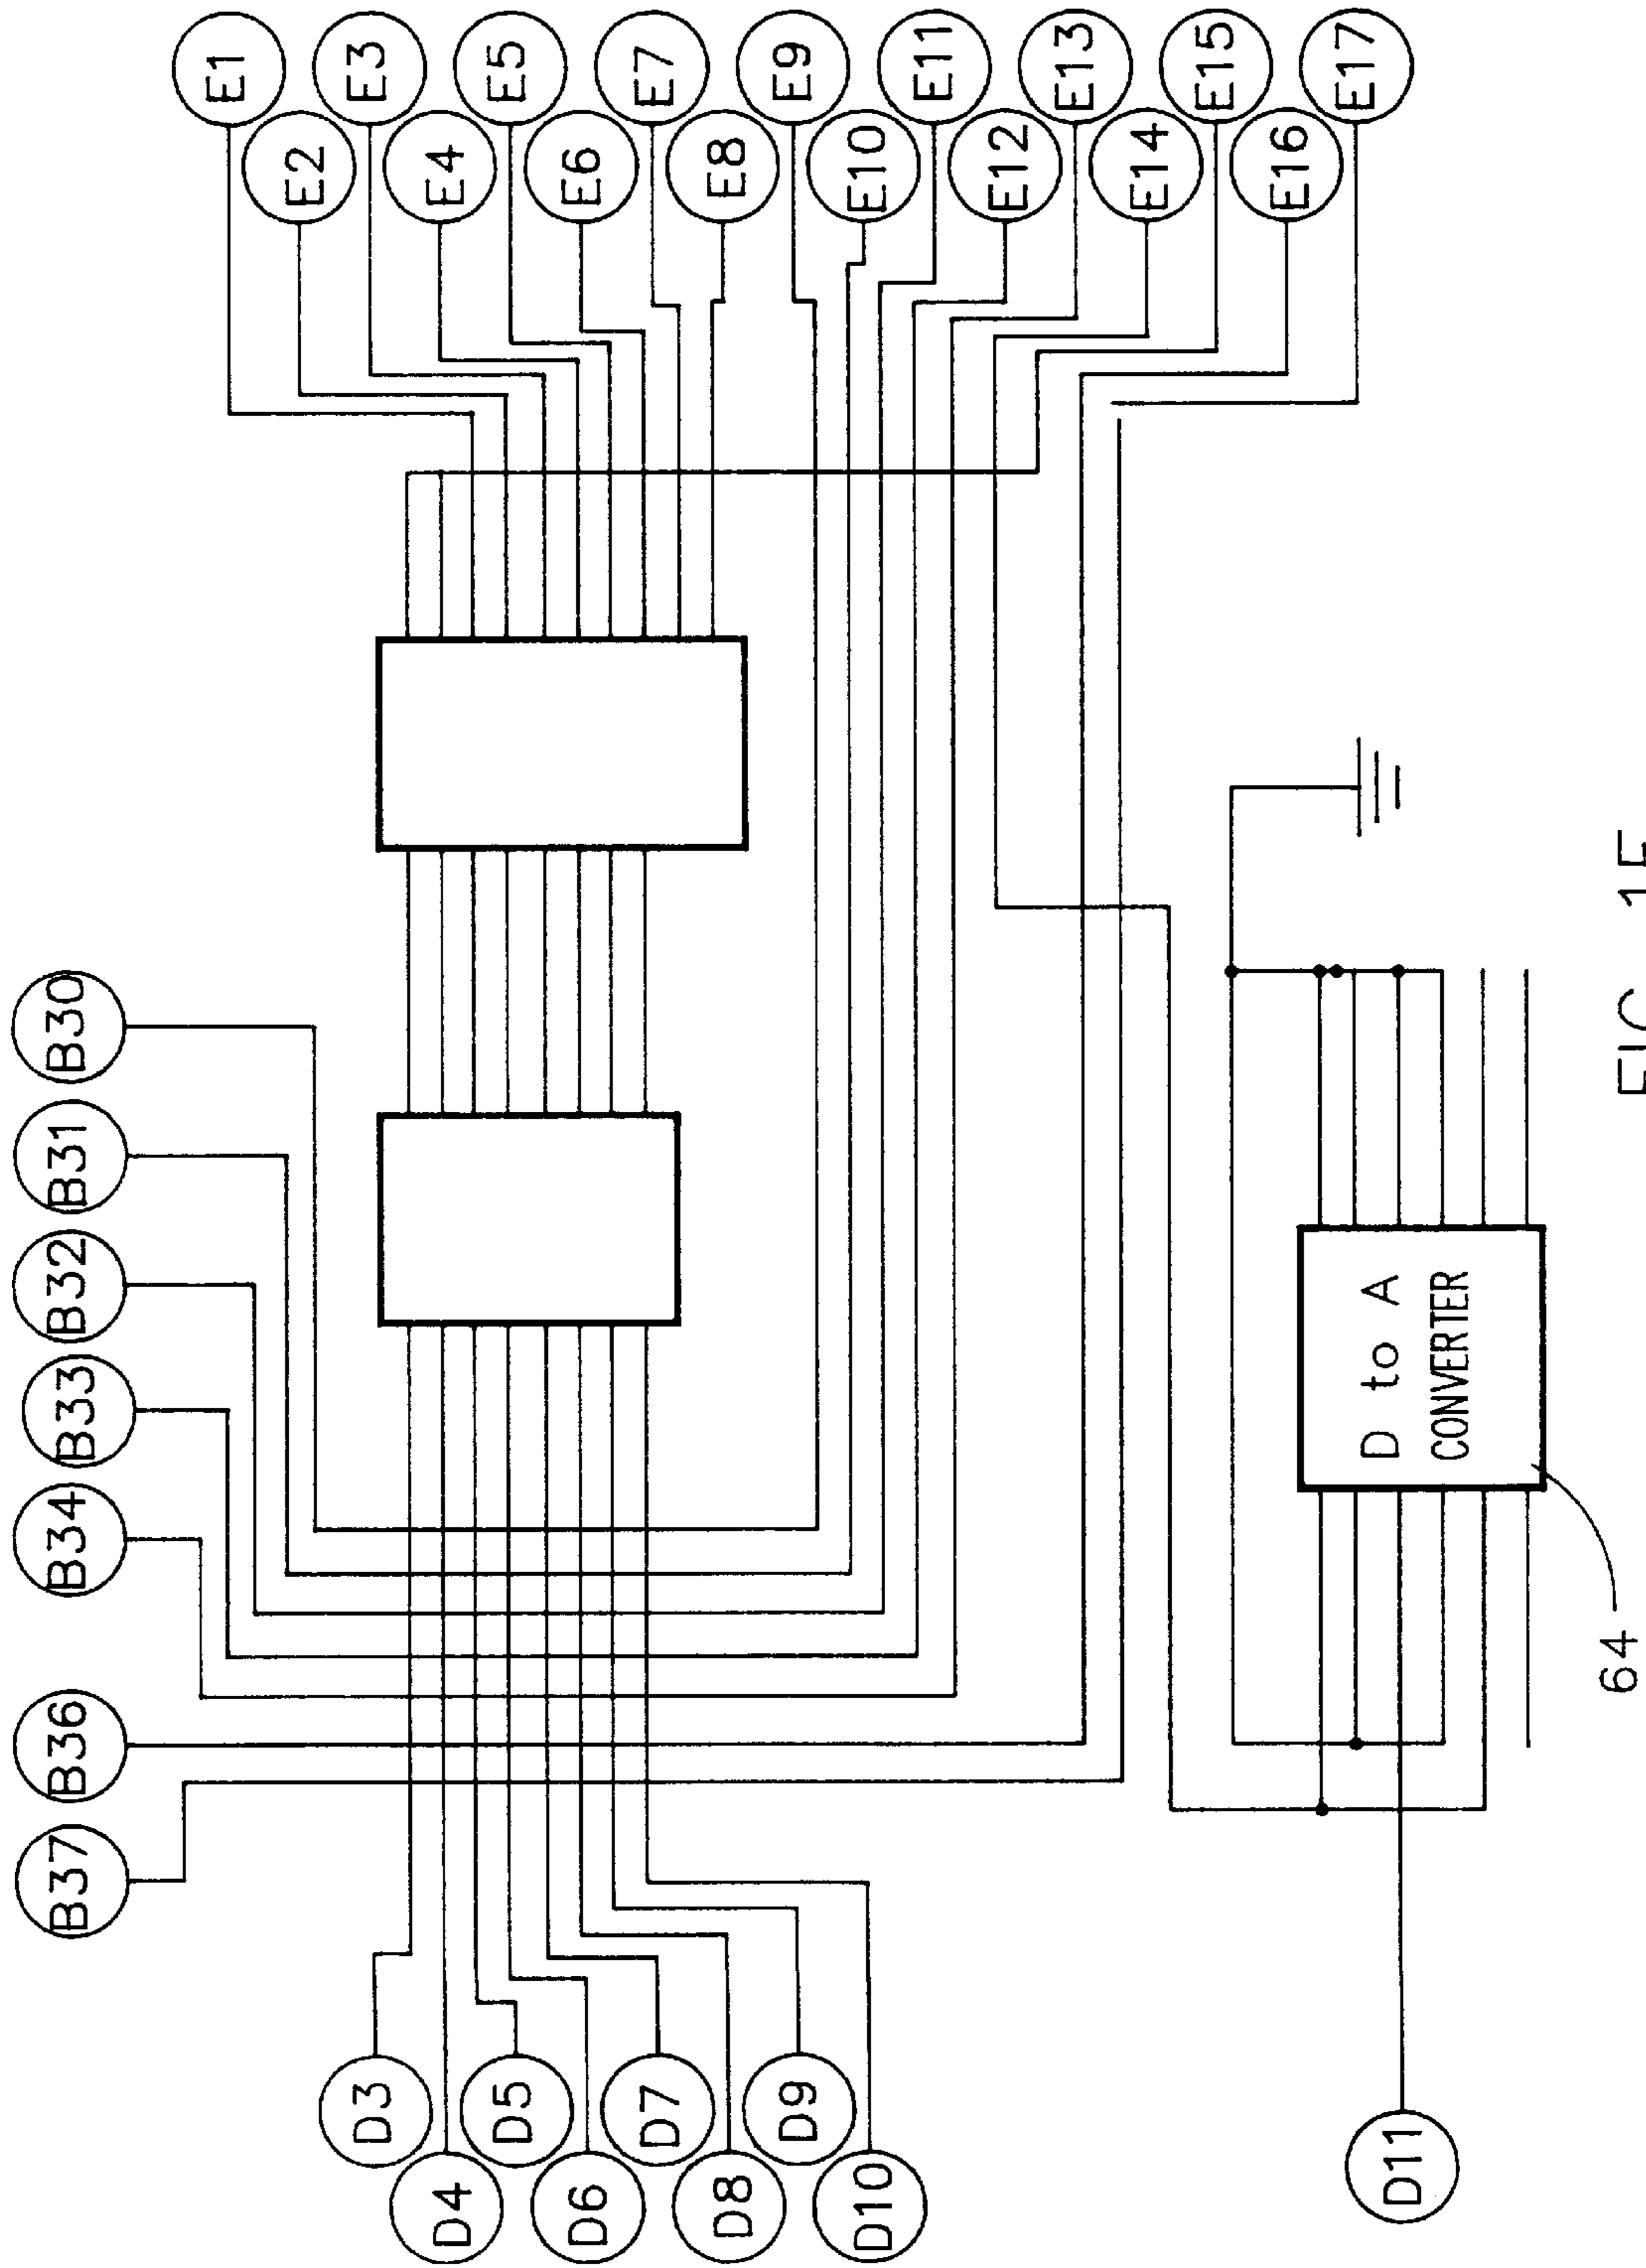 B37
B36
B34
B33
B32
B31
B30
D3
D4
D5
D6
D7
D8
D9
D10
D11
E1
E2
E3
E4
E5
E6
E7
E8
E9
E10
E11
E12
E13
E14
E15
E16
E17
D to A
CONVERTER
64